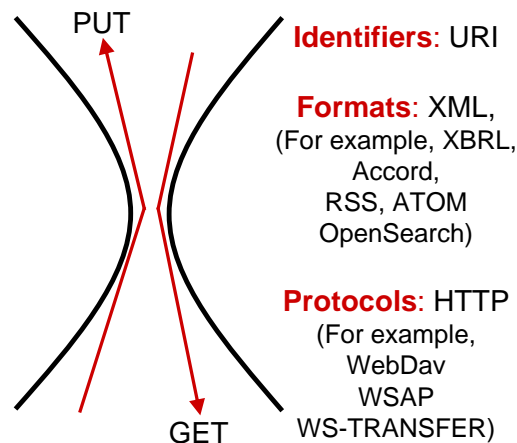 PUT
Identifiers: URI
Formats: XML,
(For example, XBRL,
Accord,
RSS, ATOM
OpenSearch)
Protocols: HTTP
(For example,
WebDav
WSAP
WS-TRANSFER)
GET